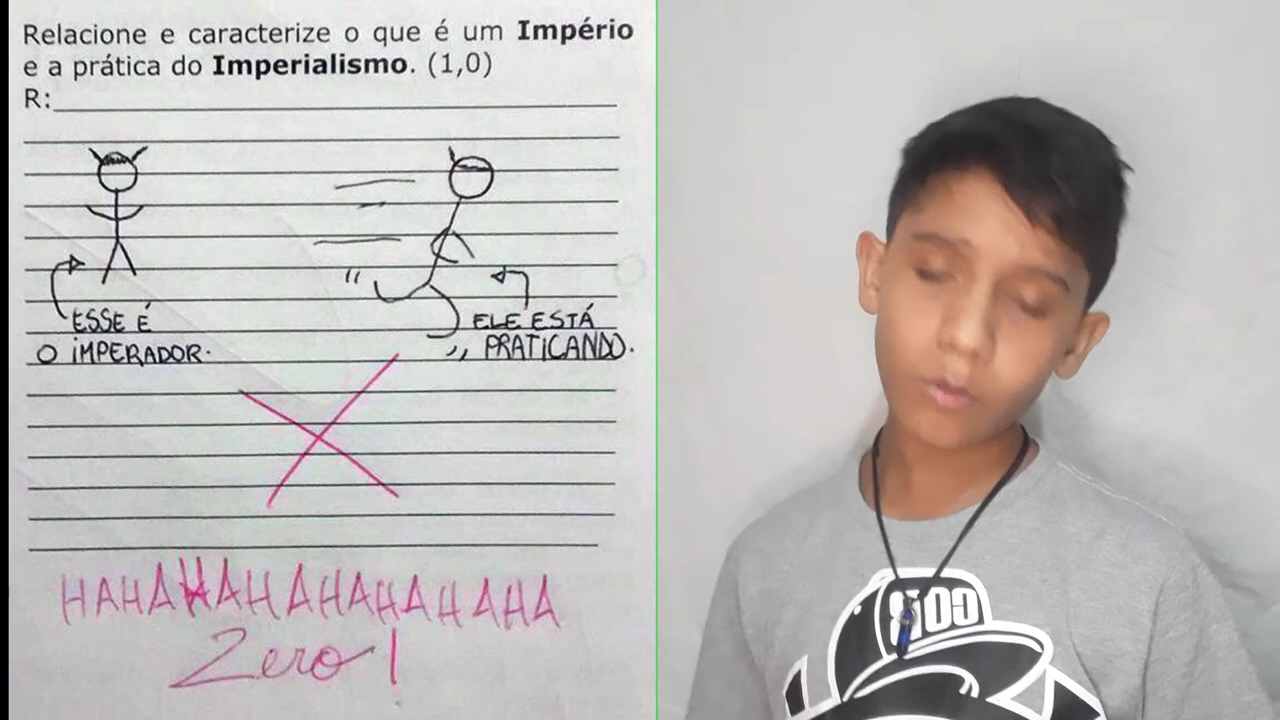 Relacione e caracterize o que é um Império
e a prática do Imperialismo. (1,0)
R:
ESSE É
O IMPERADOR.
ELE ESTÁ
PRATICANDO.
HAHAHAHAHAHAHAHAHA
Zero!